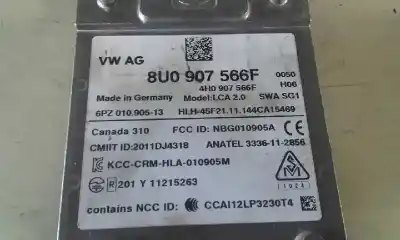 VW AG
8U0 907 566F 0050
4H0 907 566F H06
Made in Germany Model:LCA 2.0 SWA SG1
6PZ 010.905-13 HLH-45F21.11.144CA15469
Canada 310 FCC ID: NBG010905A
CMIIT ID:2011DJ4318 ANATEL 3336-11-2856
KCC-CRM-HLA-010905M
R 201 Y 11215263
1024
contains NCC ID: CCAI12LP3230T4